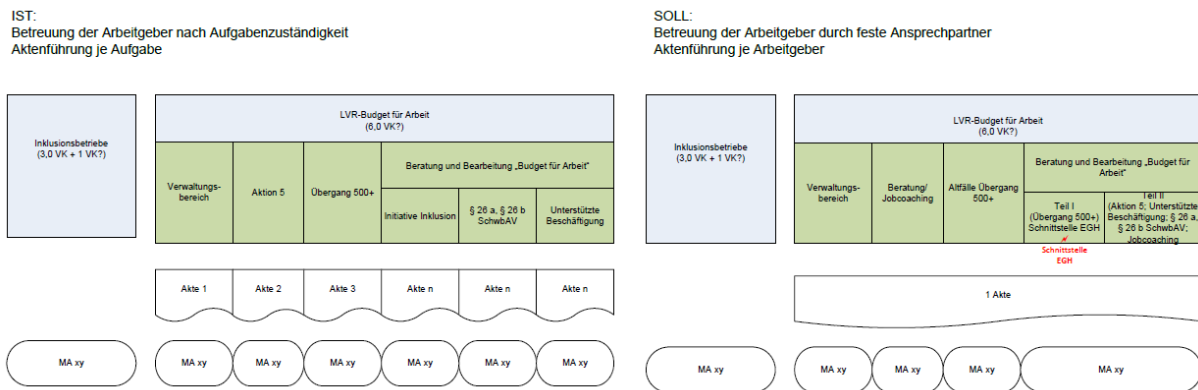 IST:
Betreuung der Arbeitgeber nach Aufgabenzuständigkeit
Aktenführung je Aufgabe
Inklusionsbetriebe
(3,0 VK + 1 VK?)
LVR-Budget für Arbeit
(6,0 VK?)
Verwaltungs-
bereich
Aktion 5
Übergang 500+
Beratung und Bearbeitung „Budget für Arbeit"
Initiative Inklusion
§ 26 a, § 26 b
SchwbAV
Unterstützte
Beschäftigung
Akte 1
Akte 2
Akte 3
Akte n
Akte n
Akte n
MA xy
MA xy
MA xy
MA xy
MA xy
MA xy
MA xy
SOLL:
Betreuung der Arbeitgeber durch feste Ansprechpartner
Aktenführung je Arbeitgeber
Inklusionsbetriebe
(3,0 VK + 1 VK?)
LVR-Budget für Arbeit
(6,0 VK?)
Verwaltungs-
bereich
Beratung/
Jobcoaching
Altfälle Übergang
500+
Beratung und Bearbeitung „Budget für
Arbeit"
Teil I
(Übergang 500+)
Schnittstelle EGH
Teil II
(Aktion 5; Unterstützte
Beschäftigung; § 26 a,
§ 26 b SchwbAV;
Jobcoaching
Schnittstelle
EGH
1 Akte
MA xy
MA xy
MA xy
MA xy
MA xy